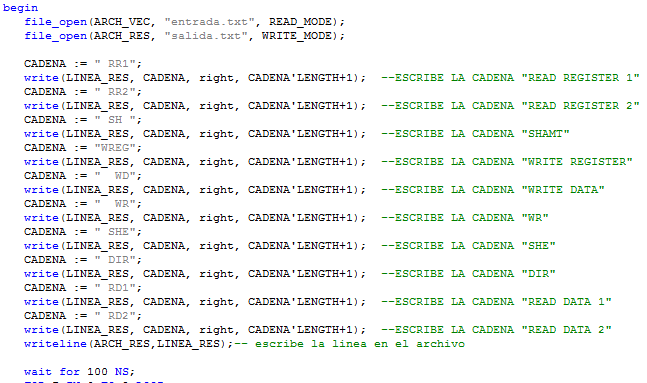 begin
file_open(ARCH_VEC, "entrada.txt", READ_MODE);
file_open(ARCH_RES, "salida.txt", WRITE_MODE);
CADENA := " RR1";
write(LINEA_RES, CADENA, right, CADENA'LENGTH+1);  --ESCRIBE LA CADENA "READ REGISTER 1"
CADENA := " RR2";
write(LINEA_RES, CADENA, right, CADENA'LENGTH+1);  --ESCRIBE LA CADENA "READ REGISTER 2"
CADENA := " SH ";
write(LINEA_RES, CADENA, right, CADENA'LENGTH+1);  --ESCRIBE LA CADENA "SHAMT"
CADENA := "WREG";
write(LINEA_RES, CADENA, right, CADENA'LENGTH+1);  --ESCRIBE LA CADENA "WRITE REGISTER"
CADENA := "  WD";
write(LINEA_RES, CADENA, right, CADENA'LENGTH+1);  --ESCRIBE LA CADENA "WRITE DATA"
CADENA := "  WR";
write(LINEA_RES, CADENA, right, CADENA'LENGTH+1);  --ESCRIBE LA CADENA "WR"
CADENA := " SHE";
write(LINEA_RES, CADENA, right, CADENA'LENGTH+1);  --ESCRIBE LA CADENA "SHE"
CADENA := " DIR";
write(LINEA_RES, CADENA, right, CADENA'LENGTH+1);  --ESCRIBE LA CADENA "DIR"
CADENA := " RD1";
write(LINEA_RES, CADENA, right, CADENA'LENGTH+1);  --ESCRIBE LA CADENA "READ DATA 1"
CADENA := " RD2";
write(LINEA_RES, CADENA, right, CADENA'LENGTH+1);  --ESCRIBE LA CADENA "READ DATA 2"
writeline(ARCH_RES,LINEA_RES);-- escribe la linea en el archivo
wait for 100 NS;